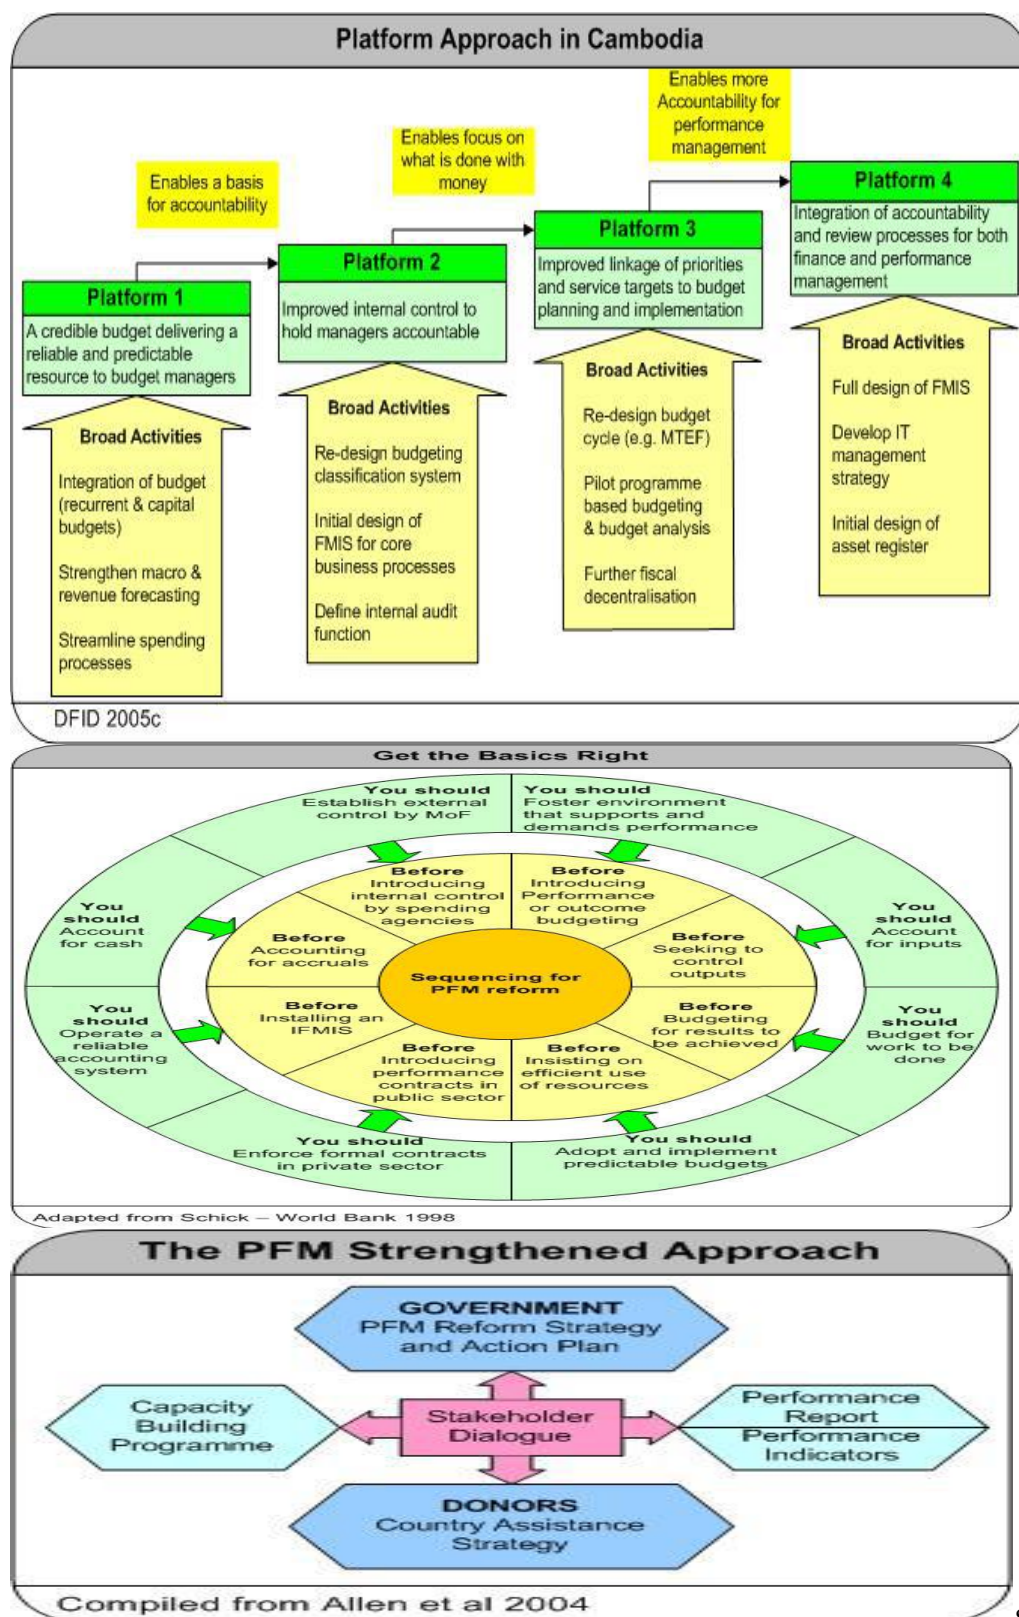 Platform Approach in Cambodia
Enables more
Accountability for
performance
management
Enables focus on
what is done with
money
Enables a basis
for accountability
Platform 1
A credible budget delivering a
reliable and predictable
resource to budget managers
Broad Activities
Integration of budget
(recurrent & capital
budgets)
Strengthen macro &
revenue forecasting
Streamline spending
processes
Platform 2
Improved internal control to
hold managers accountable
Broad Activities
Re-design budgeting
classification system
Initial design of
FMIS for core
business processes
Define internal audit
function
Platform 3
Improved linkage of priorities
and service targets to budget
planning and implementation
Broad Activities
Re-design budget
cycle (e.g. MTEF)
Pilot programme
based budgeting
& budget analysis
Further fiscal
decentralisation
Platform 4
Integration of accountability
and review processes for both
finance and performance
management
Broad Activities
Full design of FMIS
Develop IT
management
strategy
Initial design of
asset register
DFID 2005c
Get the Basics Right
You should
Establish external
control by MoF
You should
Foster environment
that supports and
demands performance
You
should
Account
for cash
You
should
Account
for inputs
You
should
Operate a
reliable
accounting
system
You
should
Budget for
work to be
done
You should
Enforce formal contracts
in private sector
You should
Adopt and implement
predictable budgets
Before
Introducing
internal control
by spending
agencies
Before
Introducing
Performance
or outcome
budgeting
Before
Accounting
for accruals
Before
Seeking to
control
outputs
Before
Installing an
IFMIS
Before
Budgeting
for results to
be achieved
Before
Introducing
performance
contracts in
public sector
Before
Insisting on
efficient use
of resources
Sequencing for
PFM reform
Adapted from Schick – World Bank 1998
The PFM Strengthened Approach
GOVERNMENT
PFM Reform Strategy
and Action Plan
Capacity
Building
Programme
Stakeholder
Dialogue
Performance
Report
Performance
Indicators
DONORS
Country Assistance
Strategy
Compiled from Allen et al 2004